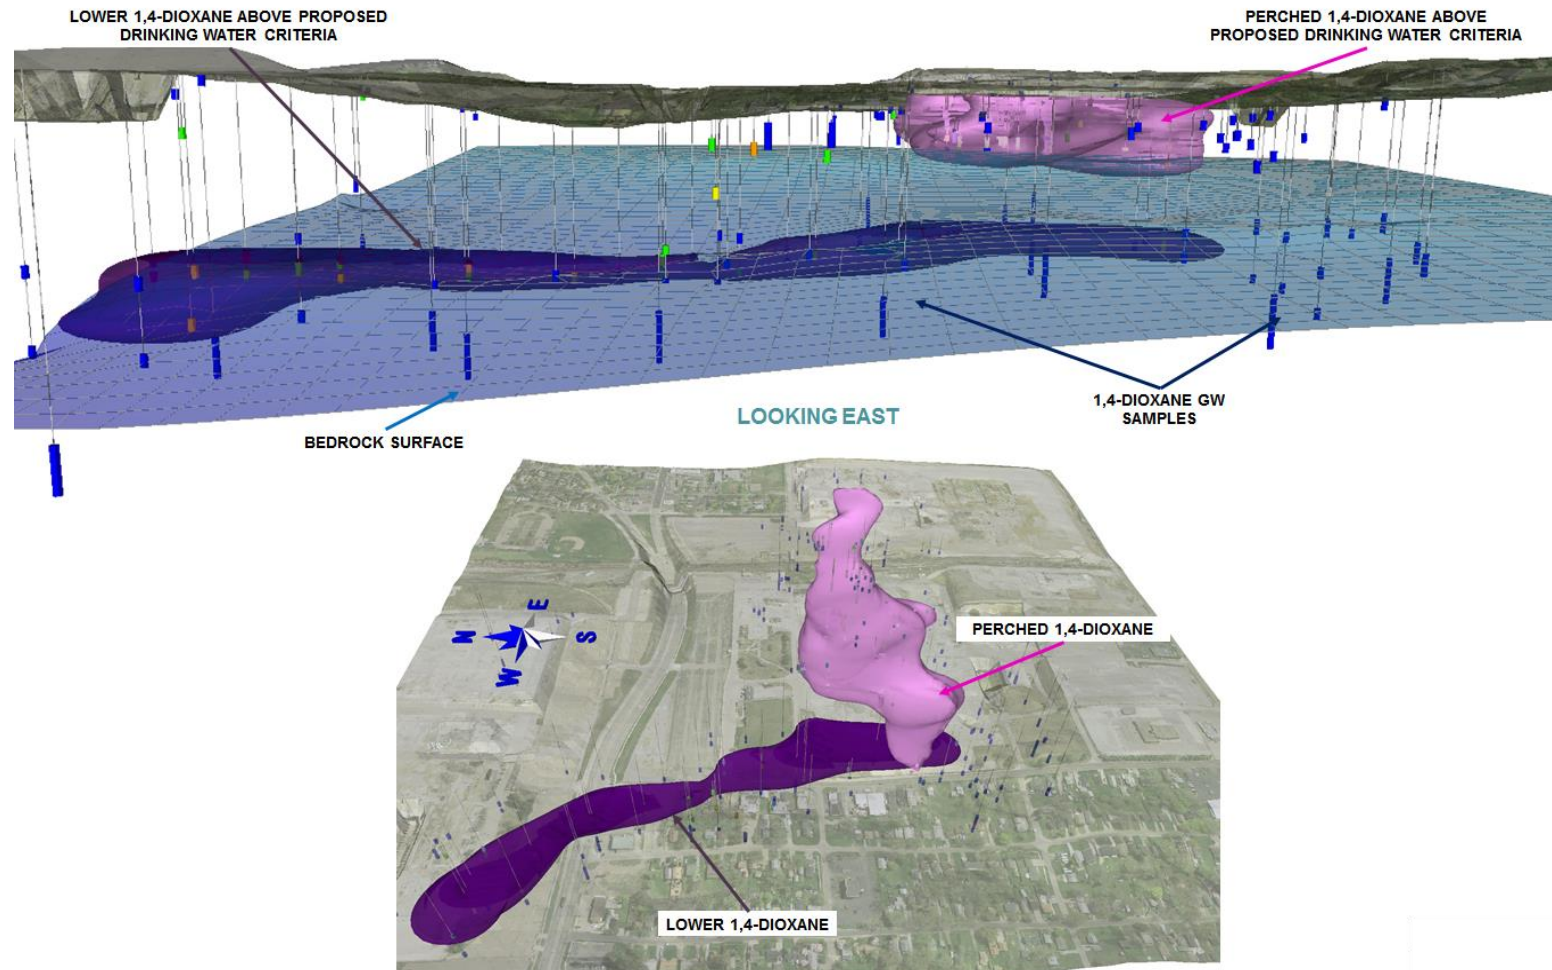 LOWER 1,4-DIOXANE ABOVE PROPOSED
DRINKING WATER CRITERIA
PERCHED 1,4-DIOXANE ABOVE
PROPOSED DRINKING WATER CRITERIA
LOOKING EAST
1,4-DIOXANE GW
SAMPLES
BEDROCK SURFACE
E
N
S
W
PERCHED 1,4-DIOXANE
LOWER 1,4-DIOXANE